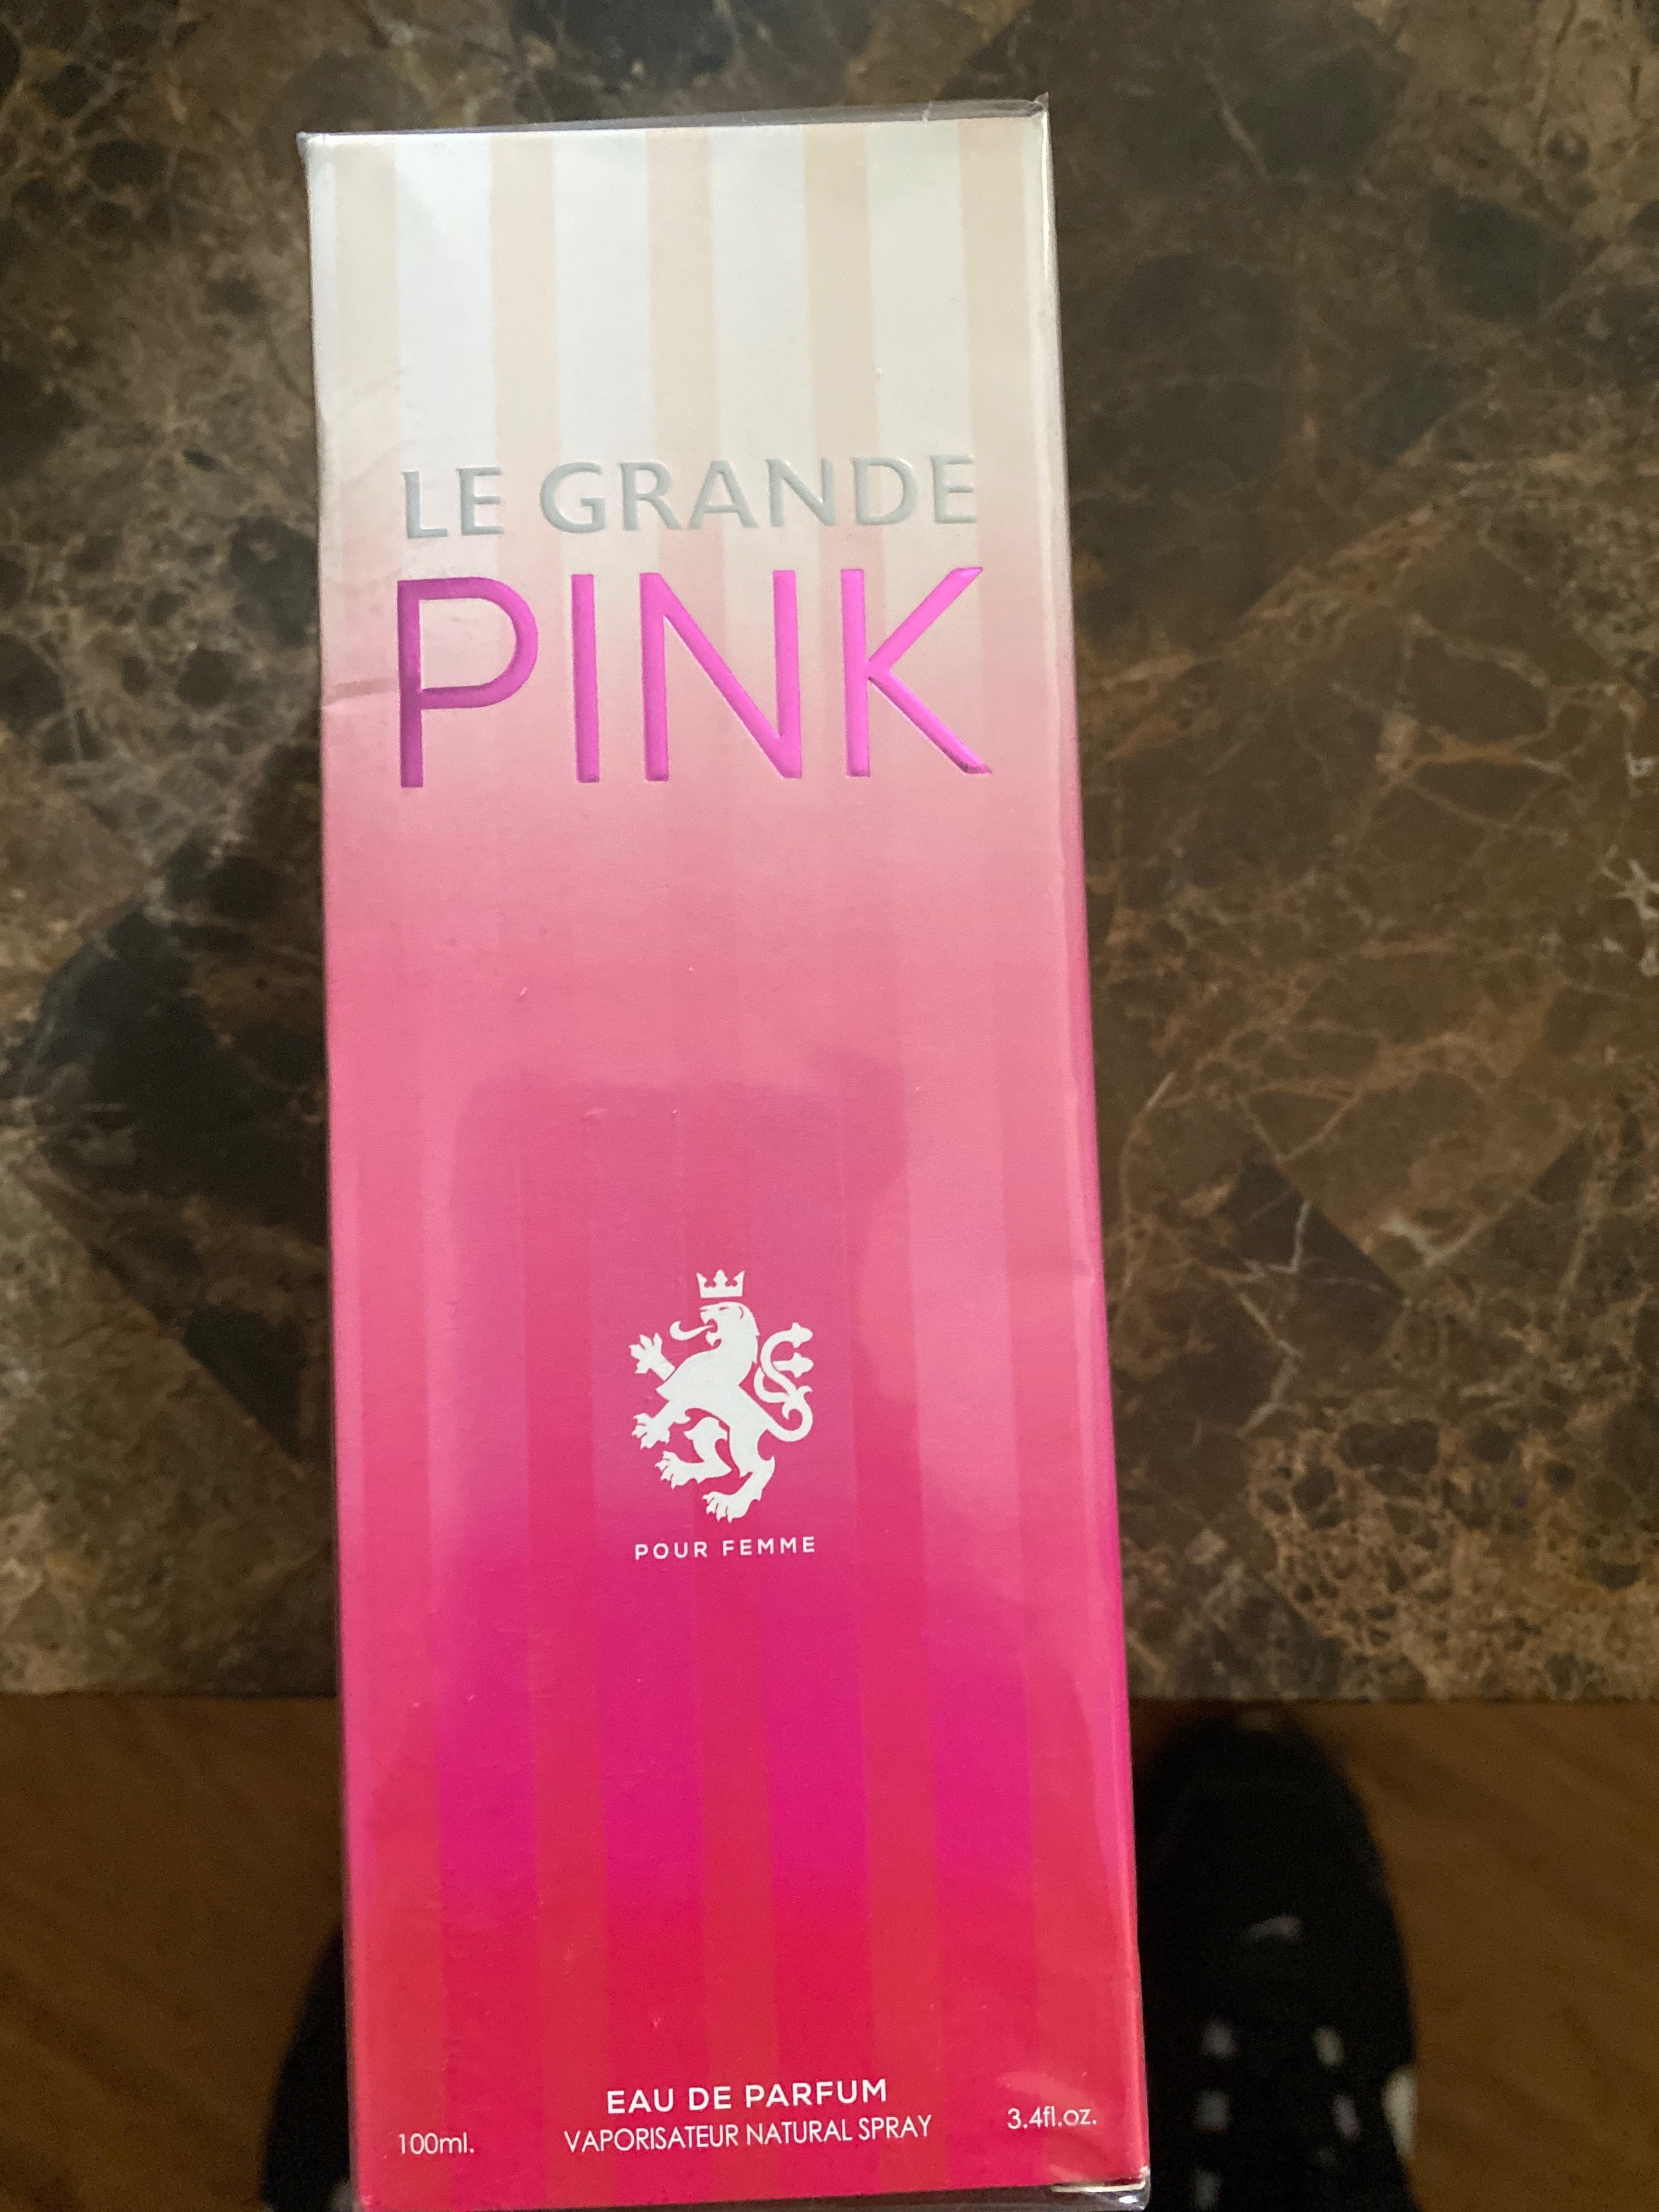 LE GRANDE
PINK
POUR FEMME
EAU DE PARFUM
100ml. VAPORISATEUR NATURAL SPRAY 3.4fl.oz.